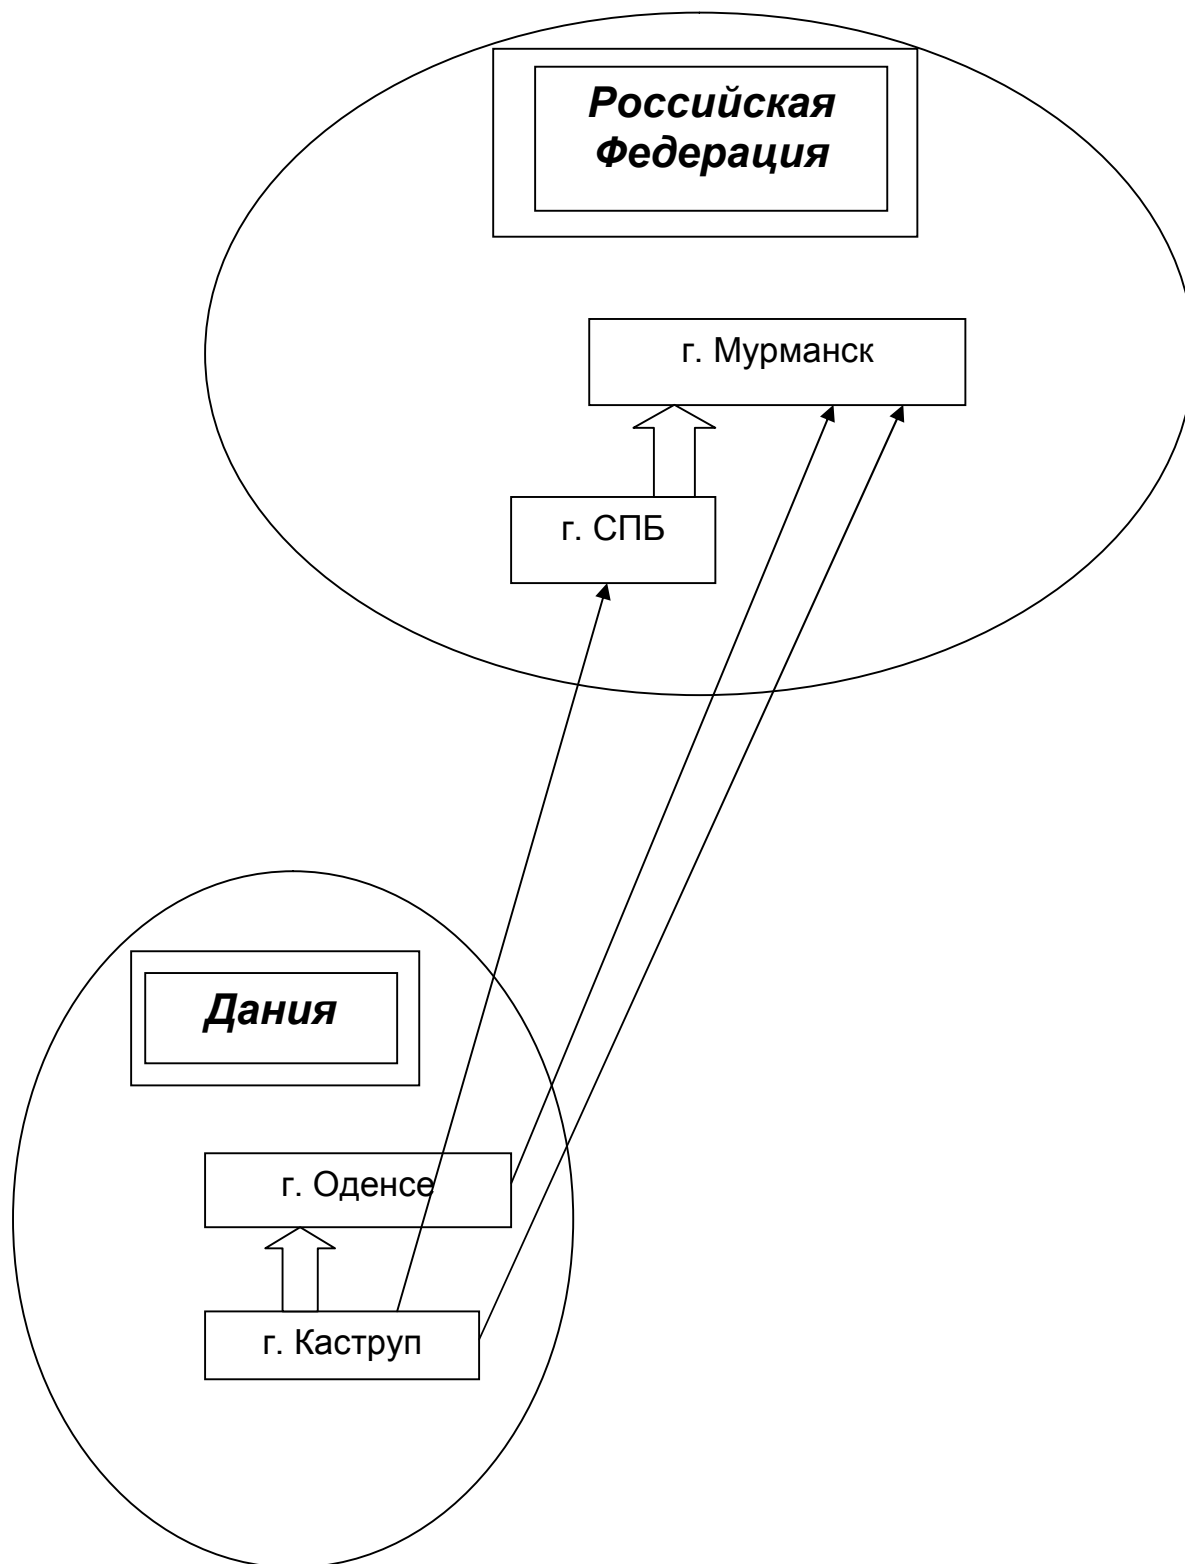 Российская
Федерация
г. Мурманск
г. СПБ
Дания
г. Оденсе
г. Каструп